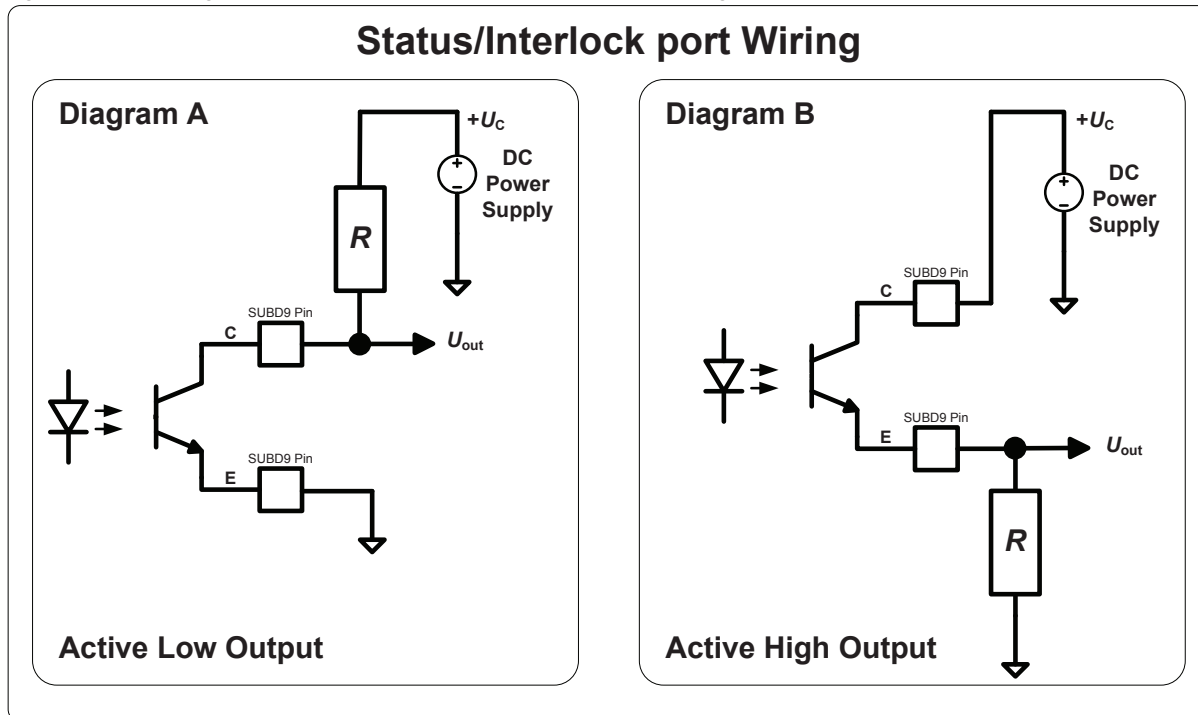 Status/Interlock port Wiring
Diagram A
+UC
DC
Power
Supply
+
−
R
SUBD9 Pin
C
Uout
SUBD9 Pin
E
Active Low Output
Diagram B
+UC
DC
Power
Supply
+
−
SUBD9 Pin
C
SUBD9 Pin
E
Uout
R
Active High Output